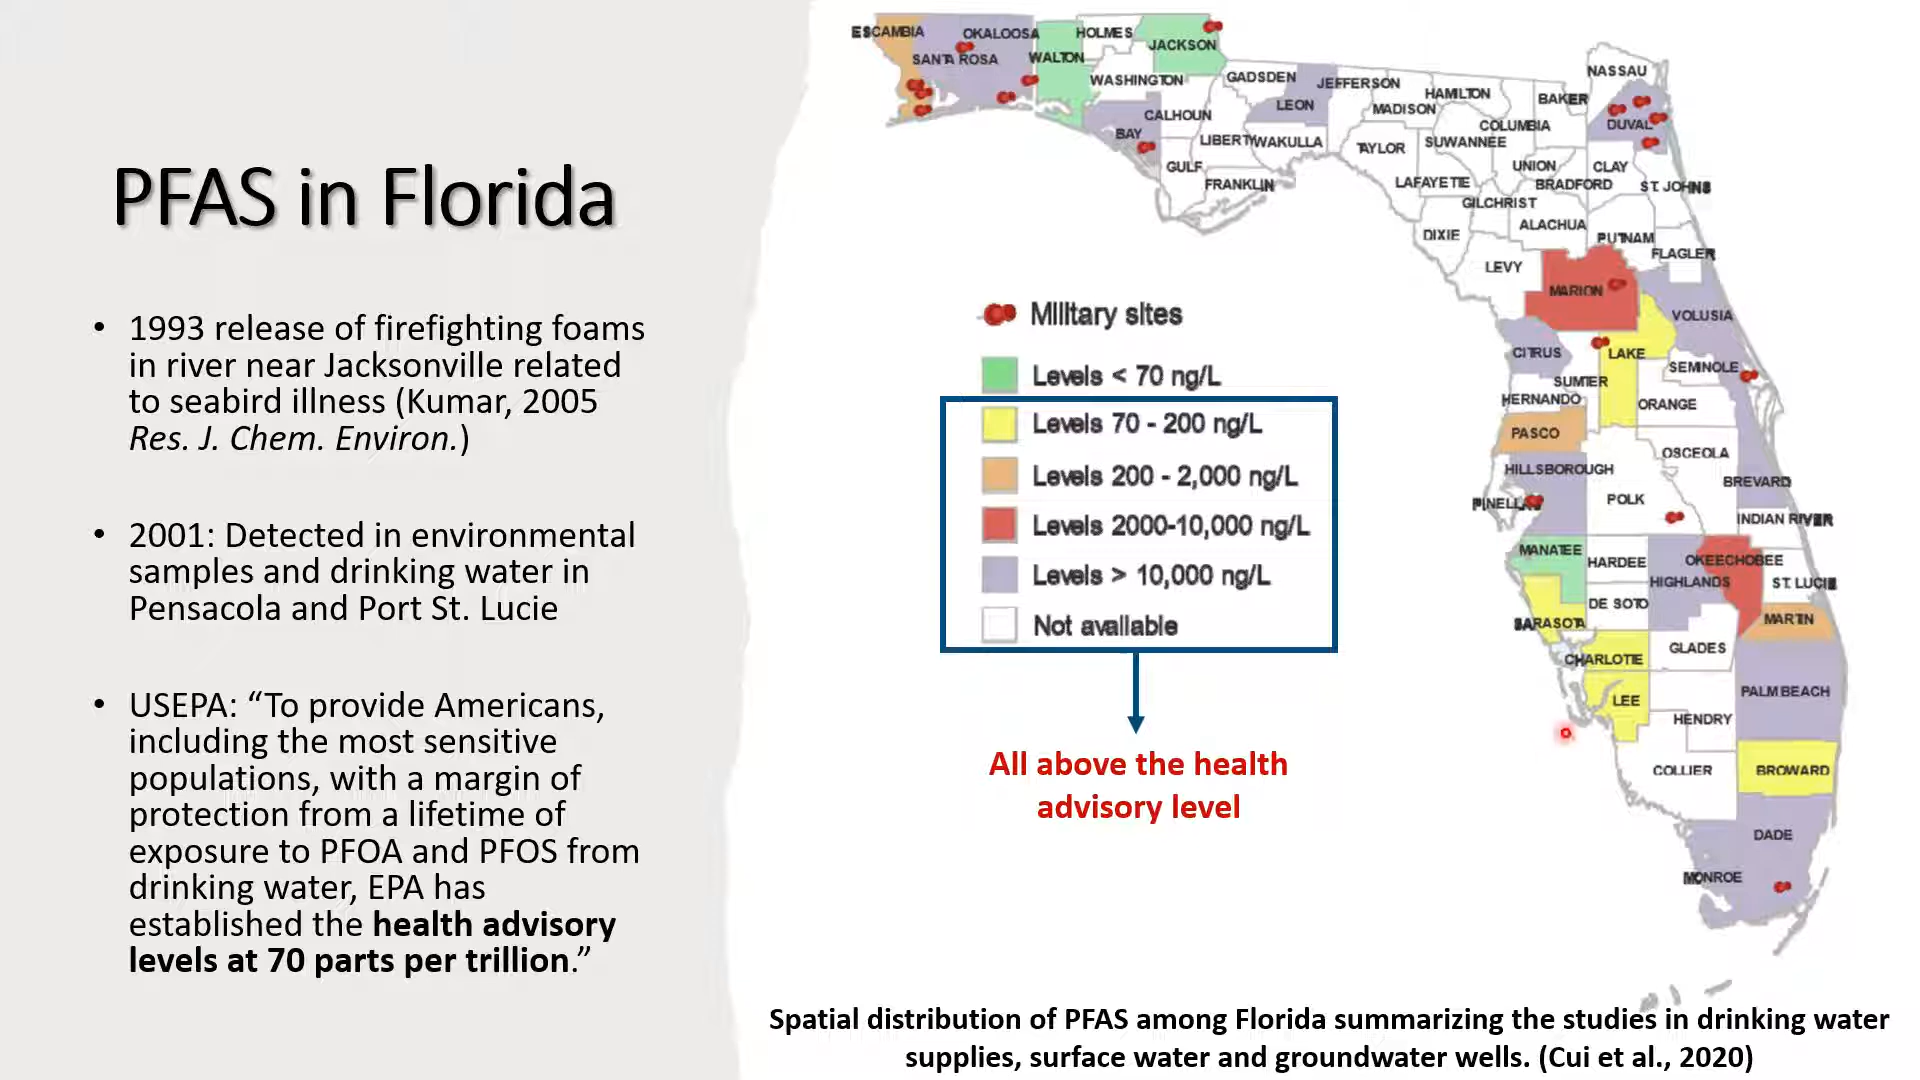 PFAS in Florida
• 1993 release of firefighting foams
in river near Jacksonville related
to seabird illness (Kumar, 2005
Res. J. Chem. Environ.)
• 2001: Detected in environmental
samples and drinking water in
Pensacola and Port St. Lucie
• USEPA: “To provide Americans,
including the most sensitive
populations, with a margin of
protection from a lifetime of
exposure to PFOA and PFOS from
drinking water, EPA has
established the health advisory
levels at 70 parts per trillion.”
ESCAMBIA
OKALOOSA
SANTA ROSA
WALTON
HOLMES
JACKSON
WASHINGTON
BAY
CALHOUN
GULF
GADSDEN
LEON
LIBERTY
WAKULLA
FRANKLIN
JEFFERSON
MADISON
HAMILTON
TAYLOR
SUWANNEE
COLUMBIA
BAKER
NASSAU
DUVAL
LAFAYETTE
UNION
BRADFORD
CLAY
ST. JOHNS
GILCHRIST
DIXIE
ALACHUA
PUTNAM
FLAGLER
LEVY
MARION
VOLUSIA
CITRUS
LAKE
SUMTER
SEMINOLE
HERNANDO
ORANGE
PASCO
OSCEOLA
HILLSBOROUGH
BREVARD
PINELLAS
POLK
INDIAN RIVER
MANATEE
HARDEE
OKEECHOBEE
HIGHLANDS
ST. LUCIE
DE SOTO
SARASOTA
MARTIN
CHARLOTTE
GLADES
LEE
PALM BEACH
HENDRY
COLLIER
BROWARD
DADE
MONROE
Military sites
Levels < 70 ng/L
Levels 70 - 200 ng/L
Levels 200 - 2,000 ng/L
Levels 2000-10,000 ng/L
Levels > 10,000 ng/L
Not available
All above the health
advisory level
Spatial distribution of PFAS among Florida summarizing the studies in drinking water
supplies, surface water and groundwater wells. (Cui et al., 2020)